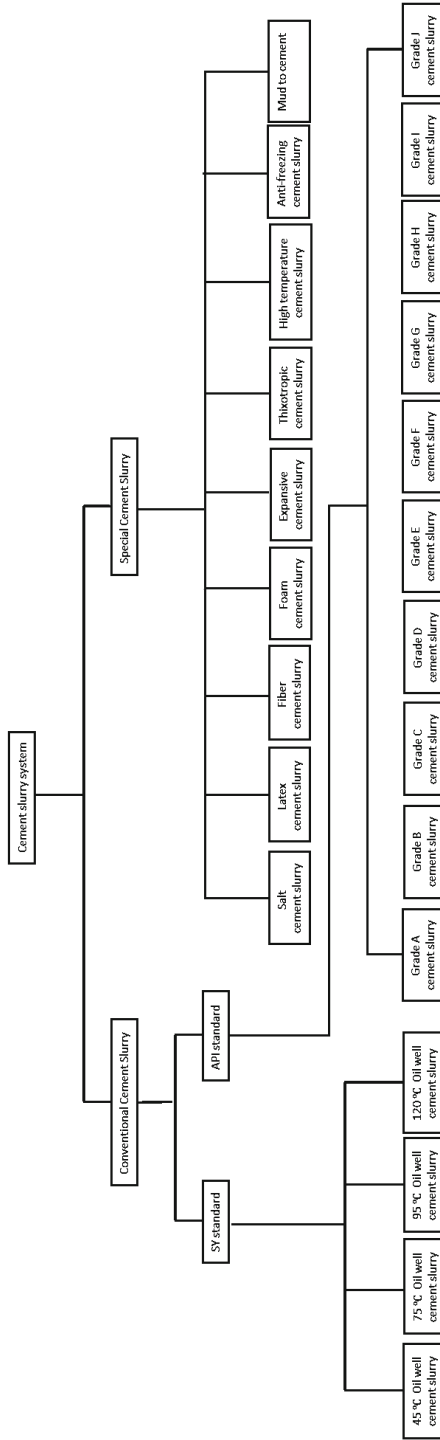 Cement slurry system
Conventional Cement Slurry
Special Cement Slurry
SY standard
API standard
Salt
cement slurry
Latex
cement slurry
Fiber
cement slurry
Foam
cement slurry
Expansive
cement slurry
Thixotropic
cement slurry
High temperature
cement slurry
Anti-freezing
cement slurry
Mud to cement
45 ℃ Oil well
cement slurry
75 ℃ Oil well
cement slurry
95 ℃ Oil well
cement slurry
120 ℃ Oil well
cement slurry
Grade A
cement slurry
Grade B
cement slurry
Grade C
cement slurry
Grade D
cement slurry
Grade E
cement slurry
Grade F
cement slurry
Grade G
cement slurry
Grade H
cement slurry
Grade I
cement slurry
Grade J
cement slurry